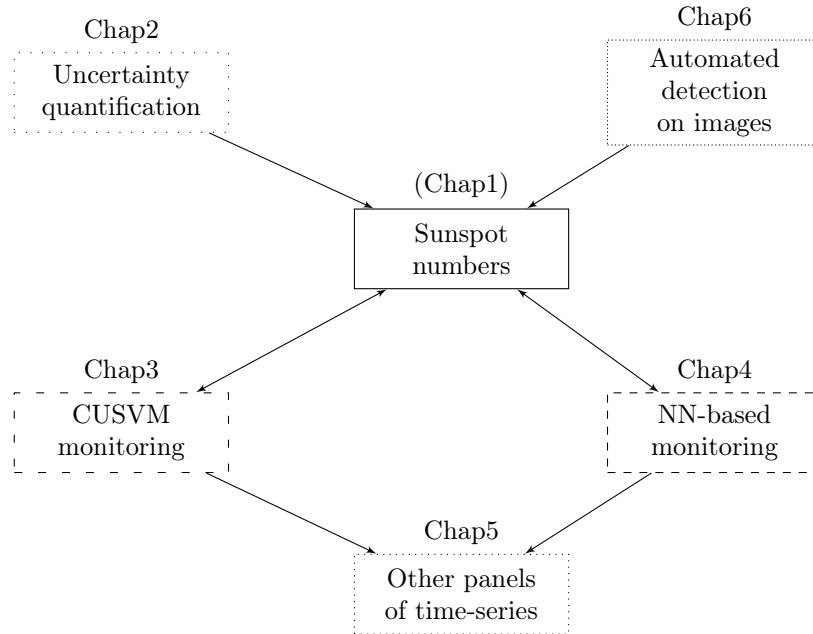 Chap2
Uncertainty
quantification
Chap6
Automated
detection
on images
(Chap1)
Sunspot
numbers
Chap3
CUSVM
monitoring
Chap4
NN-based
monitoring
Chap5
Other panels
of time-series